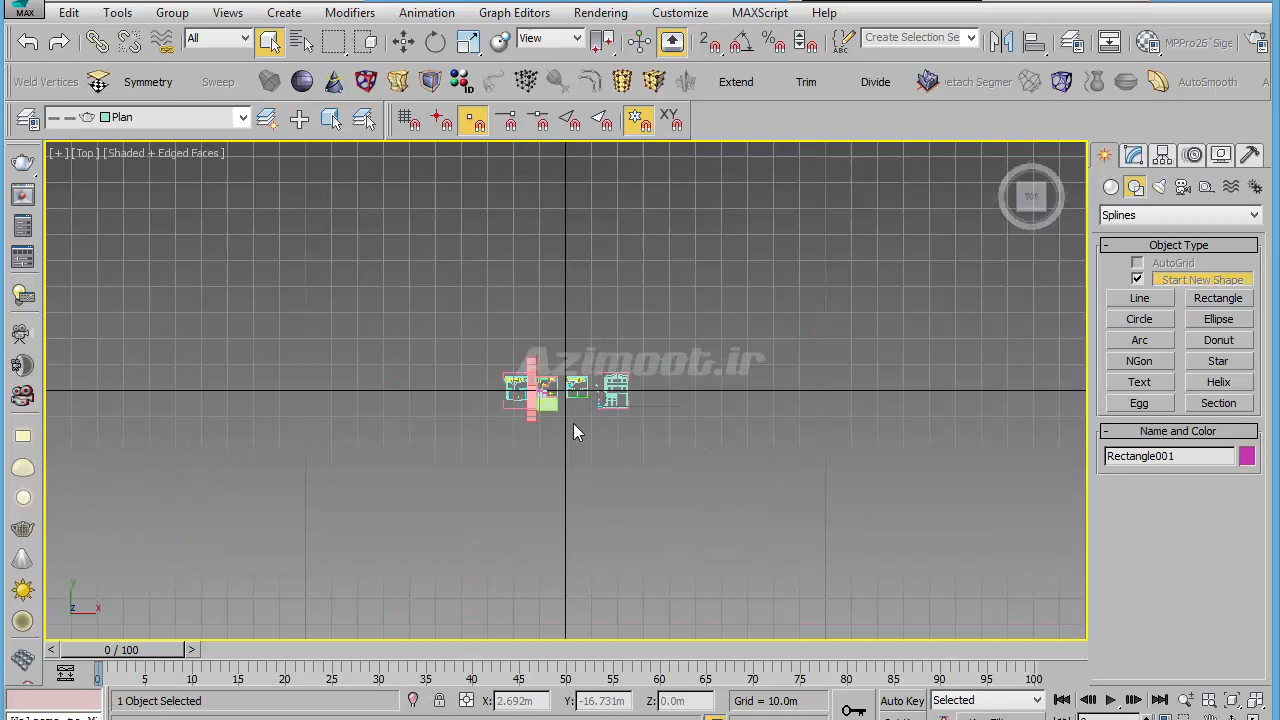 MAX Edit Tools Group Views Create Modifiers Animation Graph Editors Rendering Customize MAXScript Help
All View Create Selection Se MPPro26`Sige
Weld Vertices Symmetry Sweep ID Extend Trim Divide etach Segmer AutoSmooth
Plan XY
[+][Top][Shaded + Edged Faces]
TOP
Splines
- Object Type
AutoGrid
Start New Shape
Line Rectangle
Circle Ellipse
Arc Donut
NGon Star
Text Helix
Egg Section
- Name and Color
Rectangle001
Azimoot.ir
y
z x
< 0 / 100 >
0 5 10 15 20 25 30 35 40 45 50 55 60 65 70 75 80 85 90 95 100
1 Object Selected X: 2.692m Y: -16.731m Z: 0.0m Grid = 10.0m Auto Key Selected